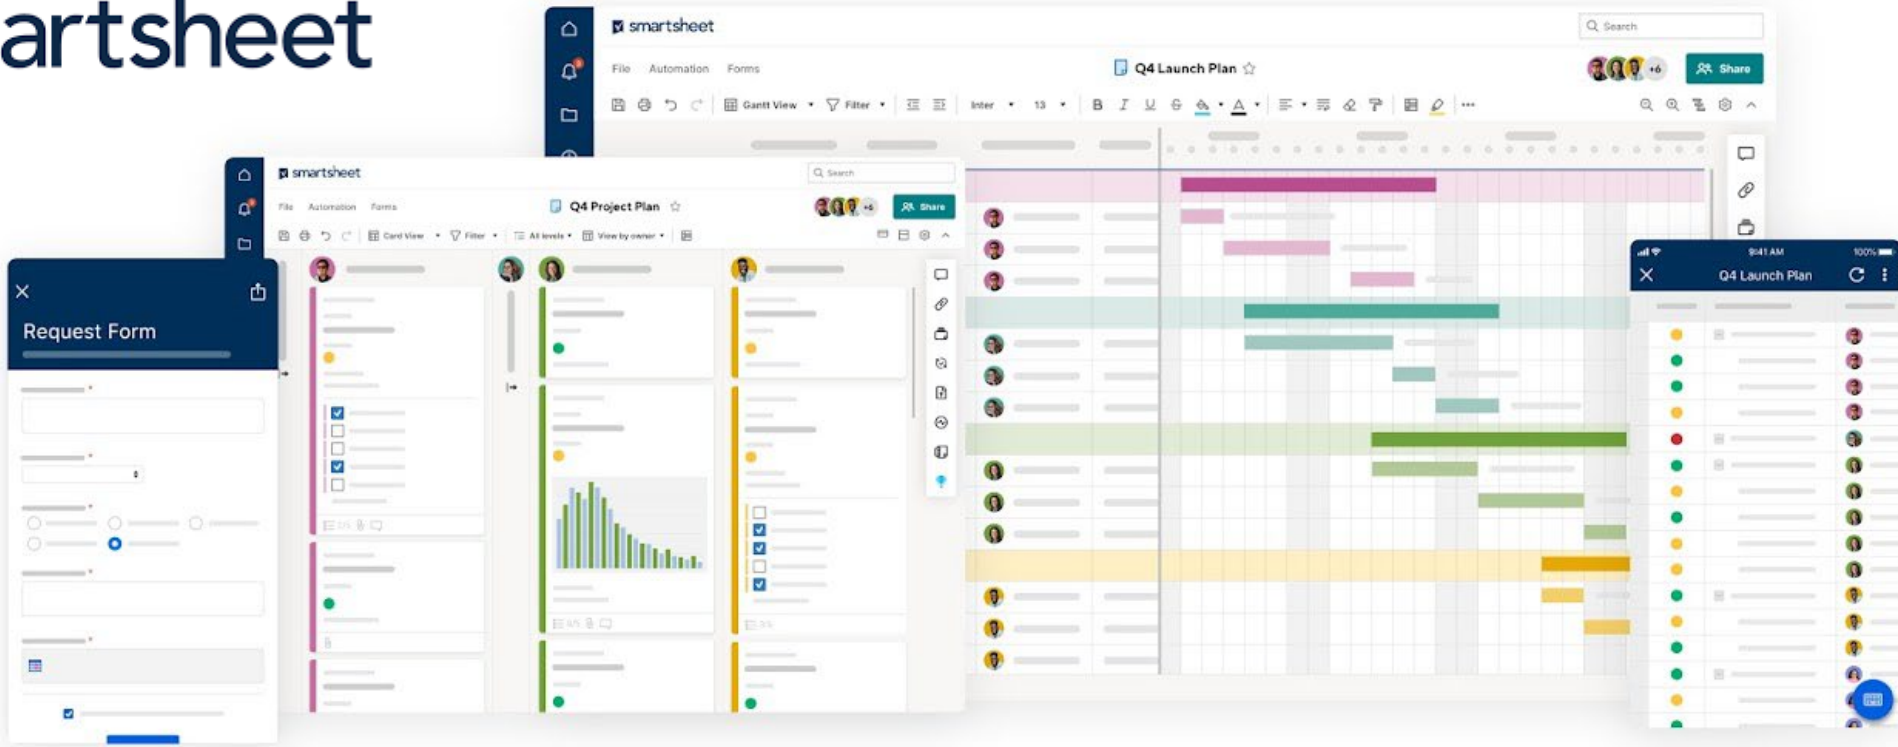 artsheet
smartsheet
Search
File Automation Forms
Q4 Launch Plan
+6
Share
Gantt View Filter Inter 13 B I U S A
smartsheet
Search
File Automation Forms
Q4 Project Plan
+6
Share
Card View Filter All levels View by owner
Request Form
* * * * *
9:41 AM 100%
Q4 Launch Plan